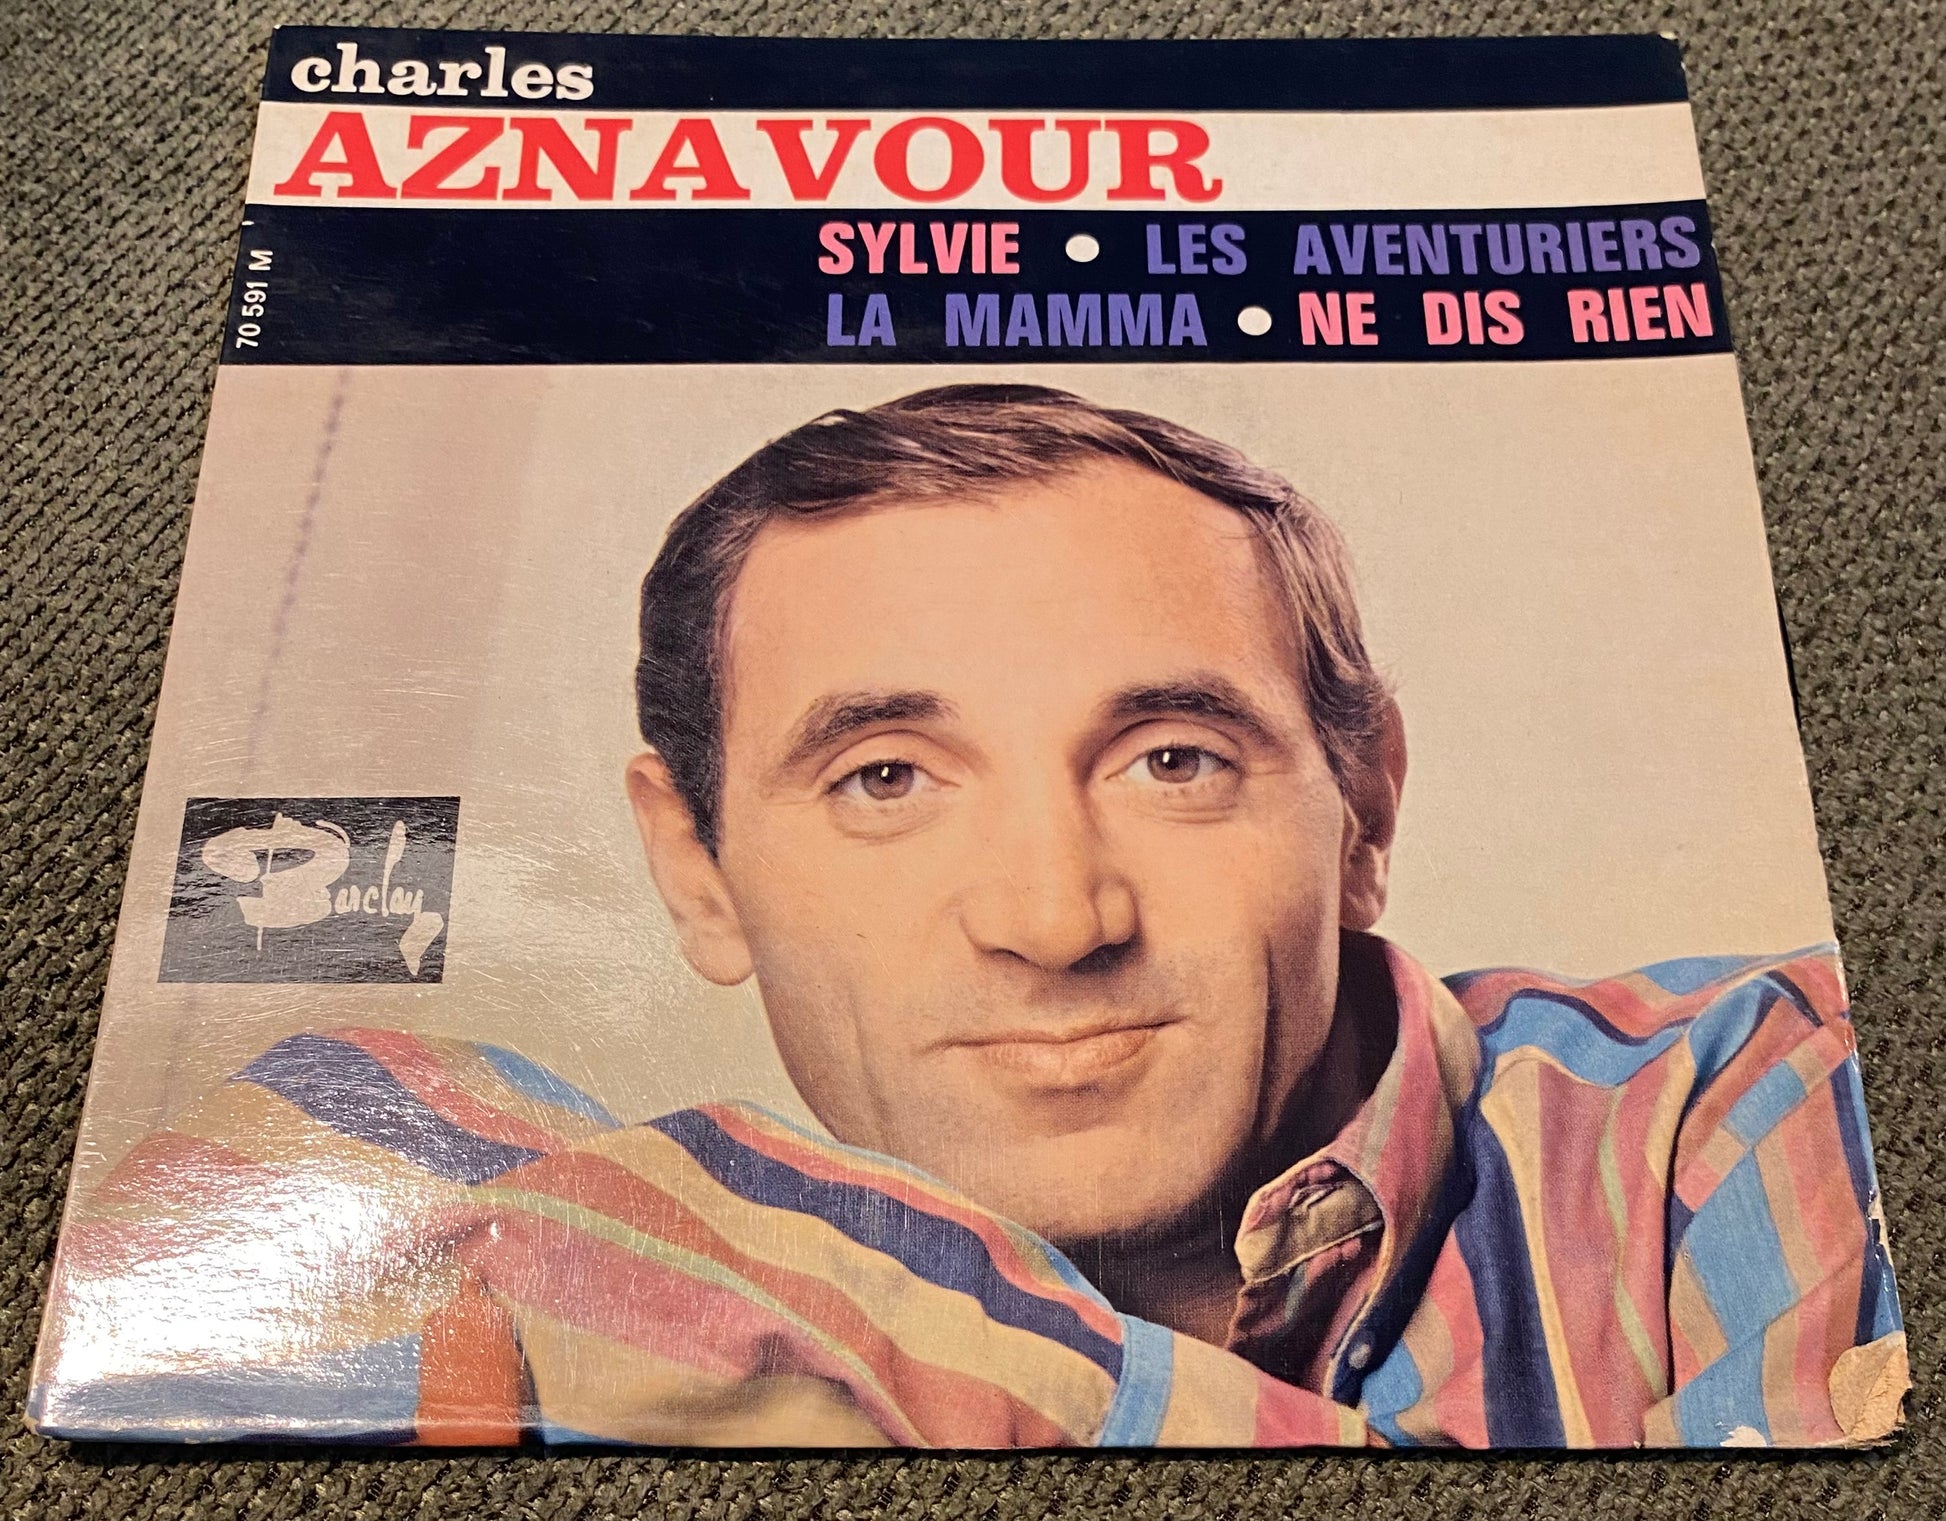 charles
AZNAVOUR
SYLVIE • LES AVENTURIERS
LA MAMMA • NE DIS RIEN
70 591 M
Barclay